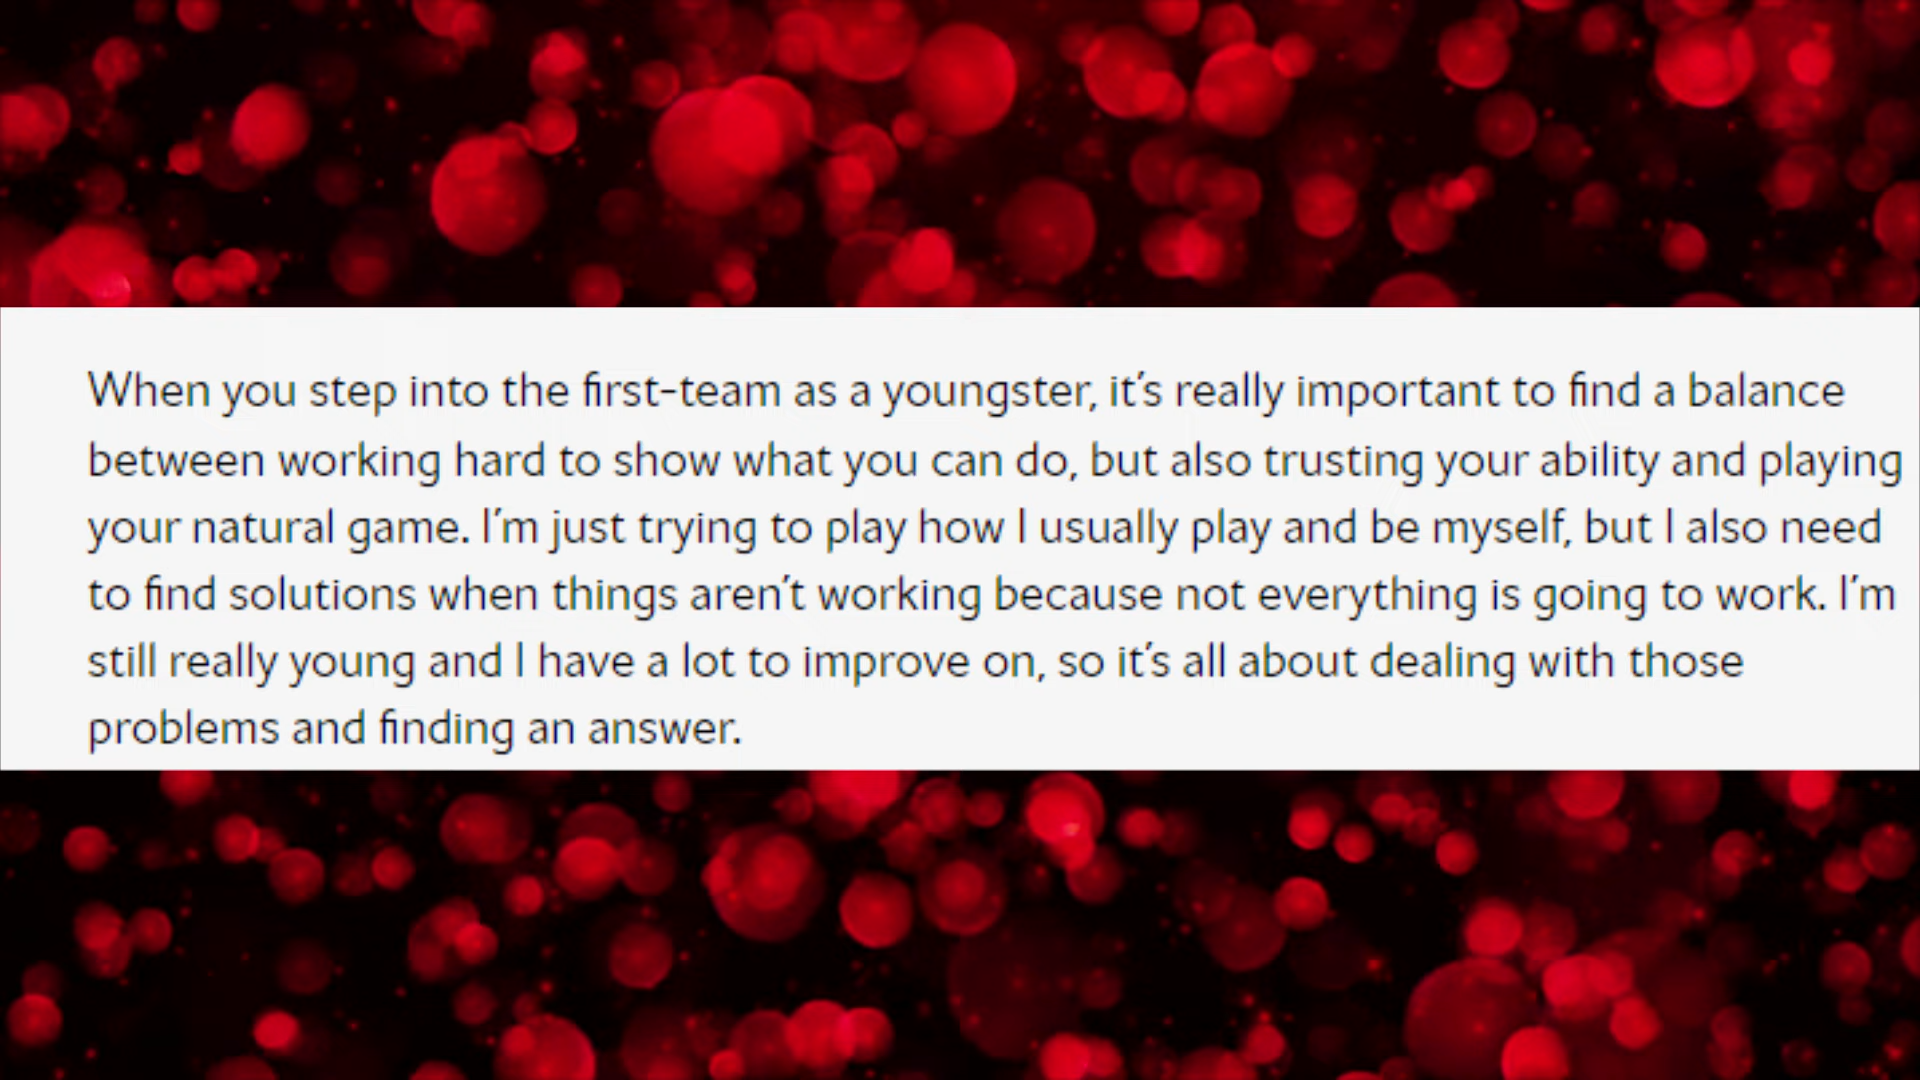 When you step into the first-team as a youngster, it's really important to find a balance
between working hard to show what you can do, but also trusting your ability and playing
your natural game. I'm just trying to play how I usually play and be myself, but I also need
to find solutions when things aren't working because not everything is going to work. I'm
still really young and I have a lot to improve on, so it's all about dealing with those
problems and finding an answer.